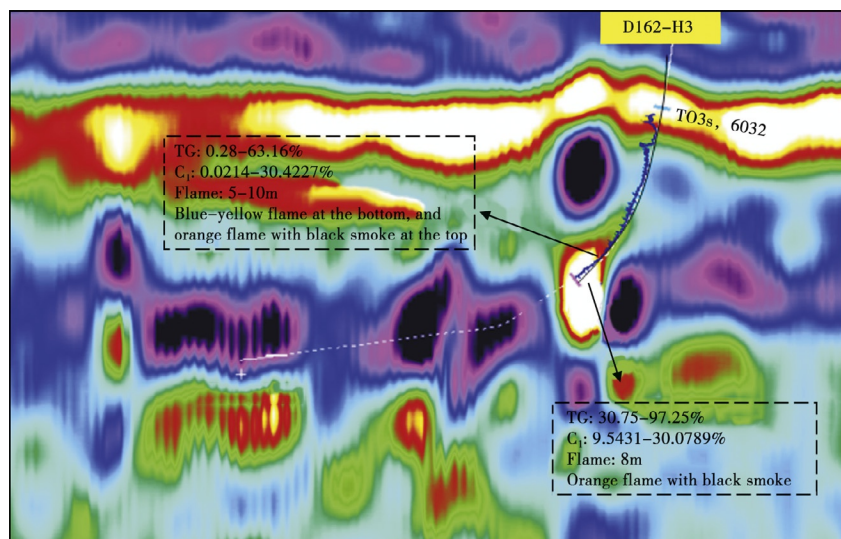 D162-H3
TO3s, 6032
TG: 0.28-63.16%
C₁: 0.0214-30.4227%
Flame: 5-10m
Blue-yellow flame at the bottom, and
orange flame with black smoke at the top
TG: 30.75-97.25%
C₁: 9.5431-30.0789%
Flame: 8m
Orange flame with black smoke